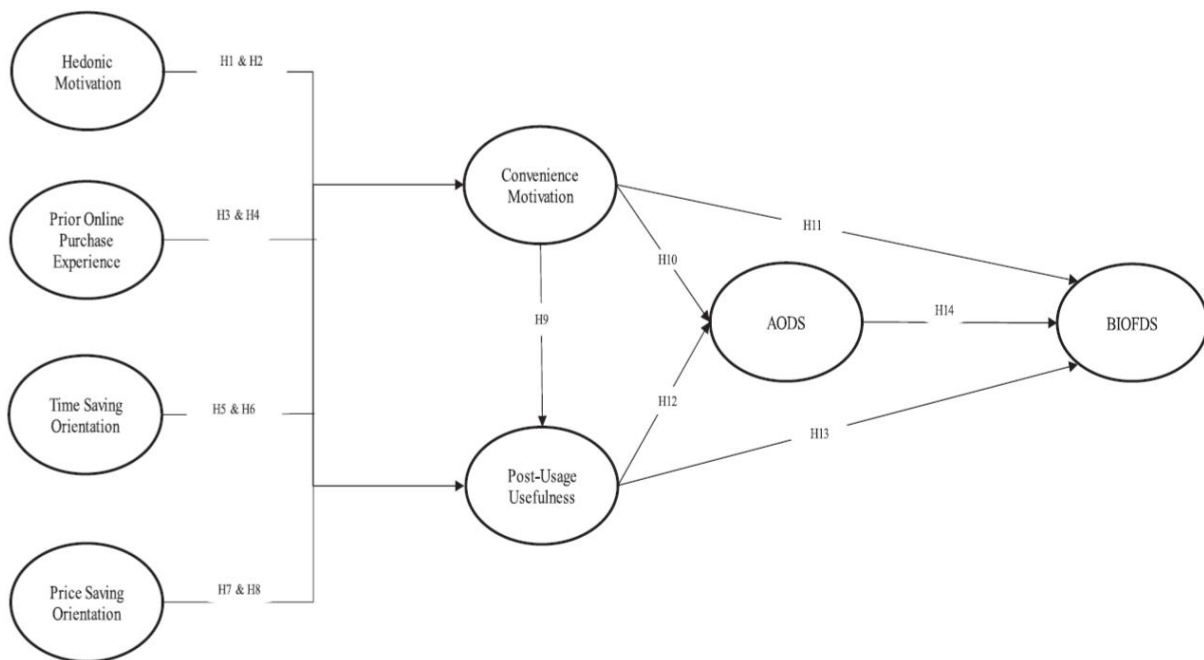 Hedonic
Motivation
H1 & H2
Prior Online
Purchase
Experience
H3 & H4
Time Saving
Orientation
H5 & H6
Price Saving
Orientation
H7 & H8
Convenience
Motivation
H9
Post-Usage
Usefulness
H10
H11
AODS
H12
H13
H14
BIOFDS